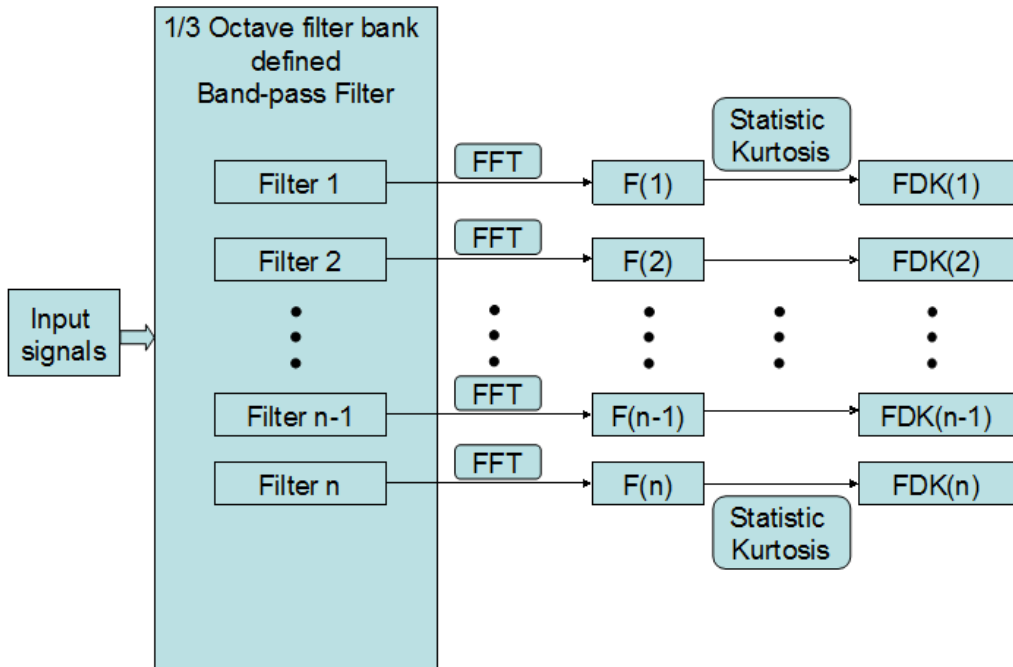 1/3 Octave filter bank
defined
Band-pass Filter
Statistic
Kurtosis
FFT
Filter 1
F(1)
FDK(1)
FFT
Filter 2
F(2)
FDK(2)
Input
signals
FFT
Filter n-1
F(n-1)
FDK(n-1)
FFT
Filter n
F(n)
FDK(n)
Statistic
Kurtosis